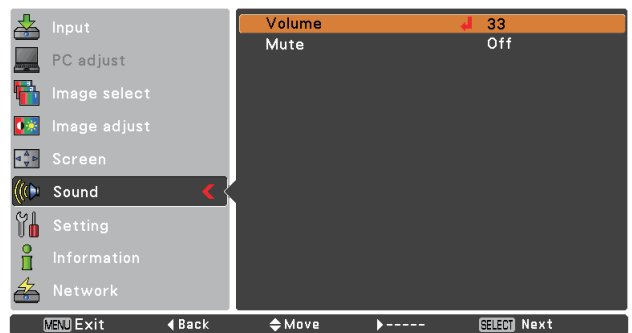 Input
PC adjust
Image select
Image adjust
Screen
Sound
Setting
Information
Network
Volume 33
Mute Off
MENU Exit Back Move ----- SELECT Next